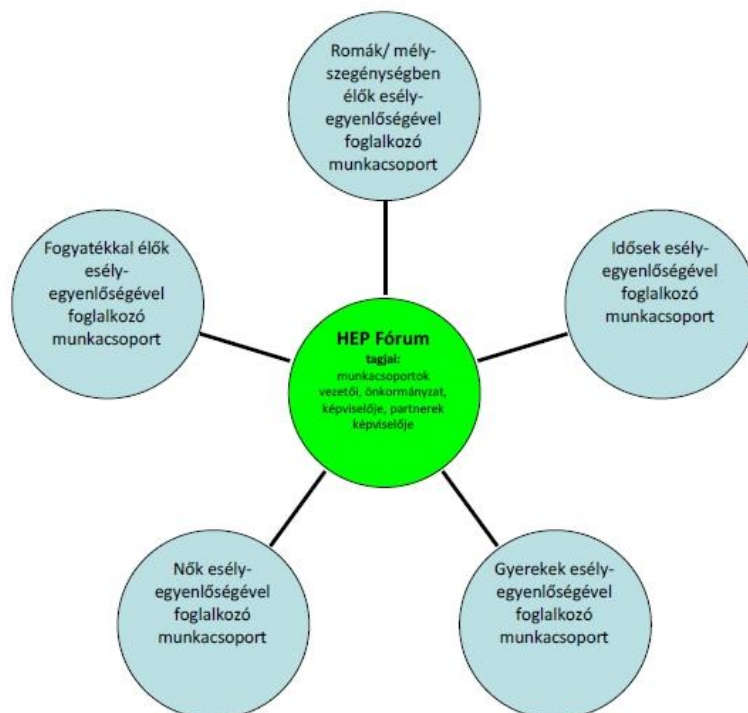 Romák/ mély-
szegénységben
élők esély-
egyenlőségével
foglalkozó
munkacsoport
Fogyatékkal élők
esély-
egyenlőségével
foglalkozó
munkacsoport
Idősek esély-
egyenlőségével
foglalkozó
munkacsoport
HEP Fórum
tagjai:
munkacsoportok
vezetői, önkormányzat,
képviselője, partnerek
képviselője
Nők esély-
egyenlőségével
foglalkozó
munkacsoport
Gyerekek esély-
egyenlőségével
foglalkozó
munkacsoport